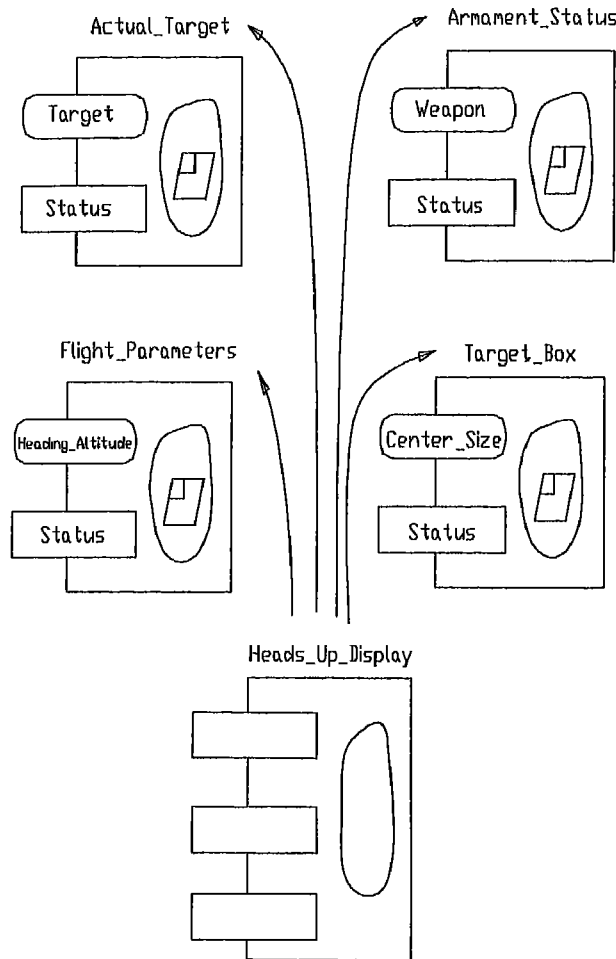 Actual_Target
Armament_Status
Target
Weapon
Status
Status
Flight_Parameters
Target_Box
Heading_Altitude
Center_Size
Status
Status
Heads_Up_Display